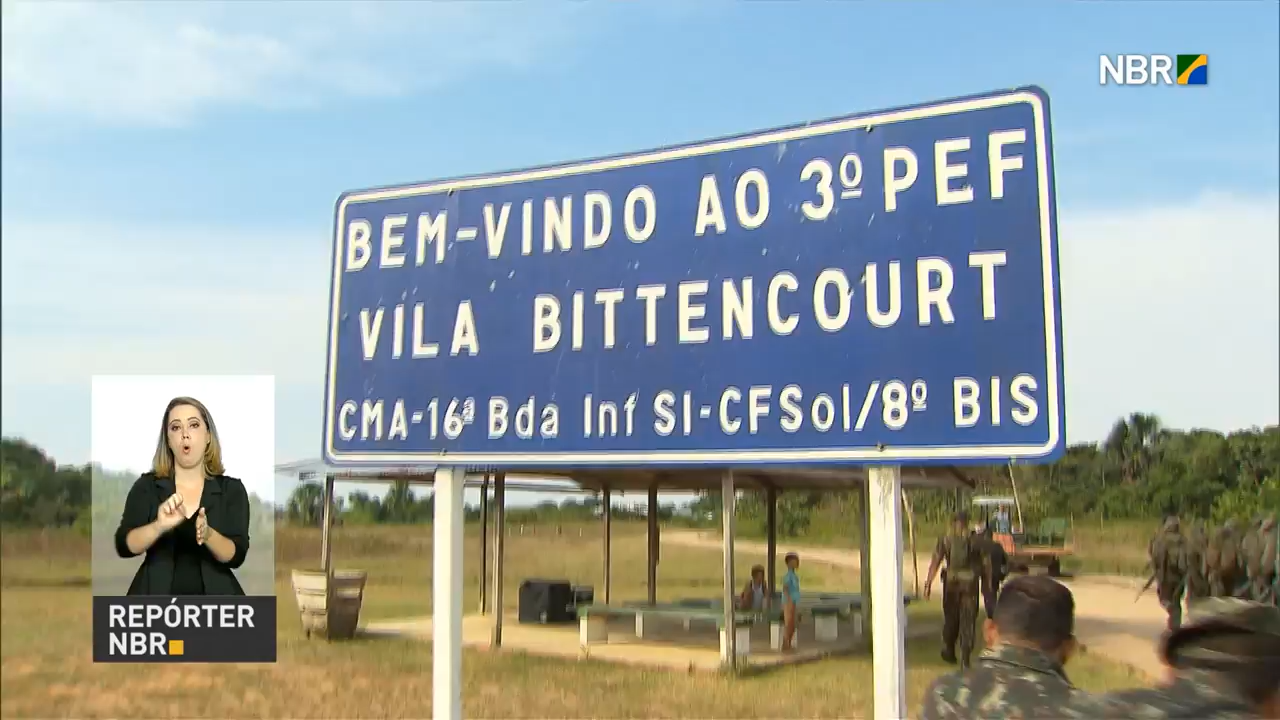 NBR
BEM-VINDO AO 3º PEF
VILA BITTENCOURT
CMA-16ª Bda Inf SI-CFSol/8º BIS
REPÓRTER
NBR